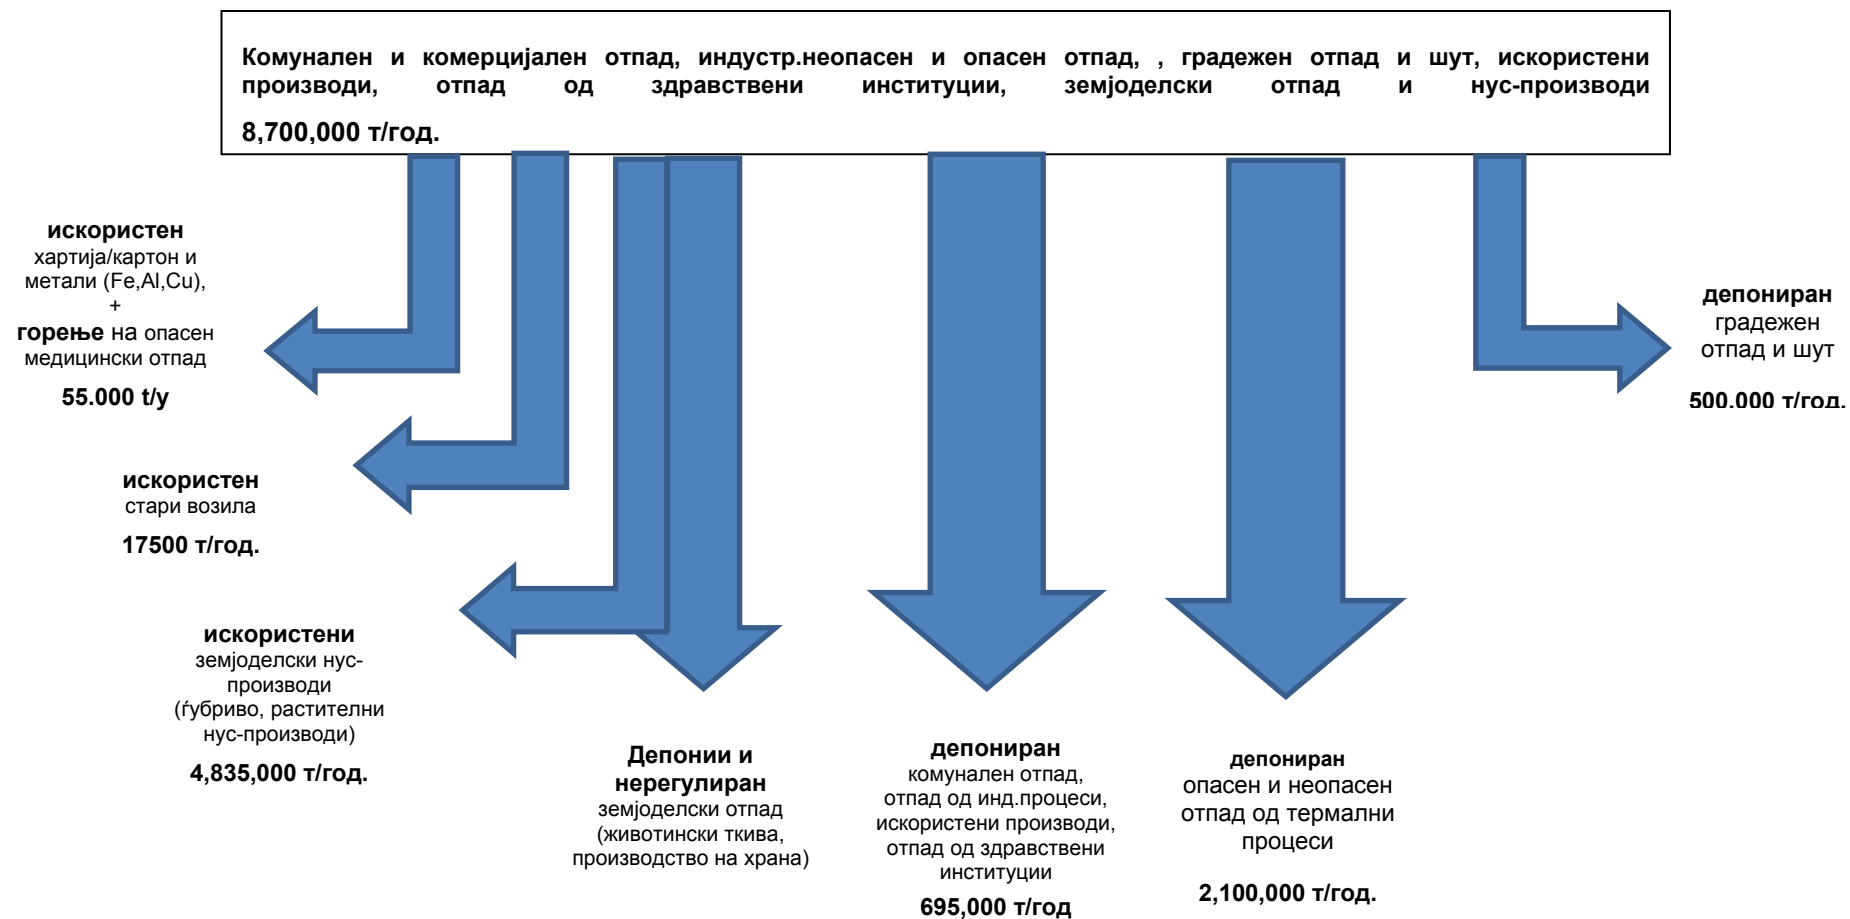 Комунален и комерцијален отпад, индустр.неопасен и опасен отпад, , градежен отпад и шут, искористени
производи, отпад од здравствени институции, земјоделски отпад и нус-производи
8,700,000 т/год.
искористен
хартија/картон и
метали (Fe,Al,Cu),
+
горење на опасен
медицински отпад
55.000 t/y
искористен
стари возила
17500 т/год.
искористени
земјоделски нус-
производи
(ѓубриво, растителни
нус-производи)
4,835,000 т/год.
Депонии и
нерегулиран
земјоделски отпад
(животински ткива,
производство на храна)
депониран
комунален отпад,
отпад од инд.процеси,
искористени производи,
отпад од здравствени
институции
695,000 т/год
депониран
опасен и неопасен
отпад од термални
процеси
2,100,000 т/год.
депониран
градежен
отпад и шут
500.000 т/год.